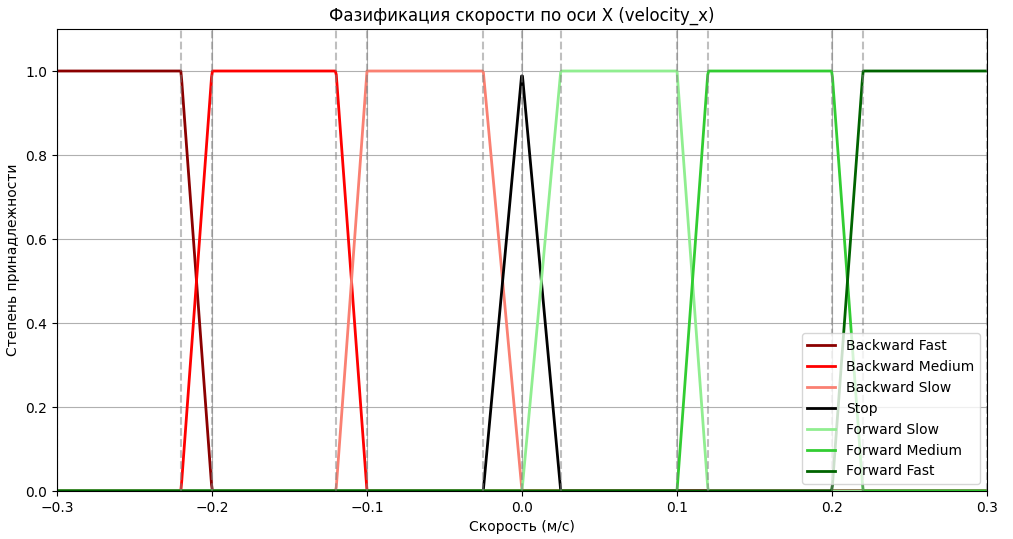 Фазификация скорости по оси X (velocity_x)
Степень принадлежности
1.0
0.8
0.6
0.4
0.2
0.0
−0.3
−0.2
−0.1
0.0
0.1
0.2
0.3
Скорость (м/с)
Backward Fast
Backward Medium
Backward Slow
Stop
Forward Slow
Forward Medium
Forward Fast